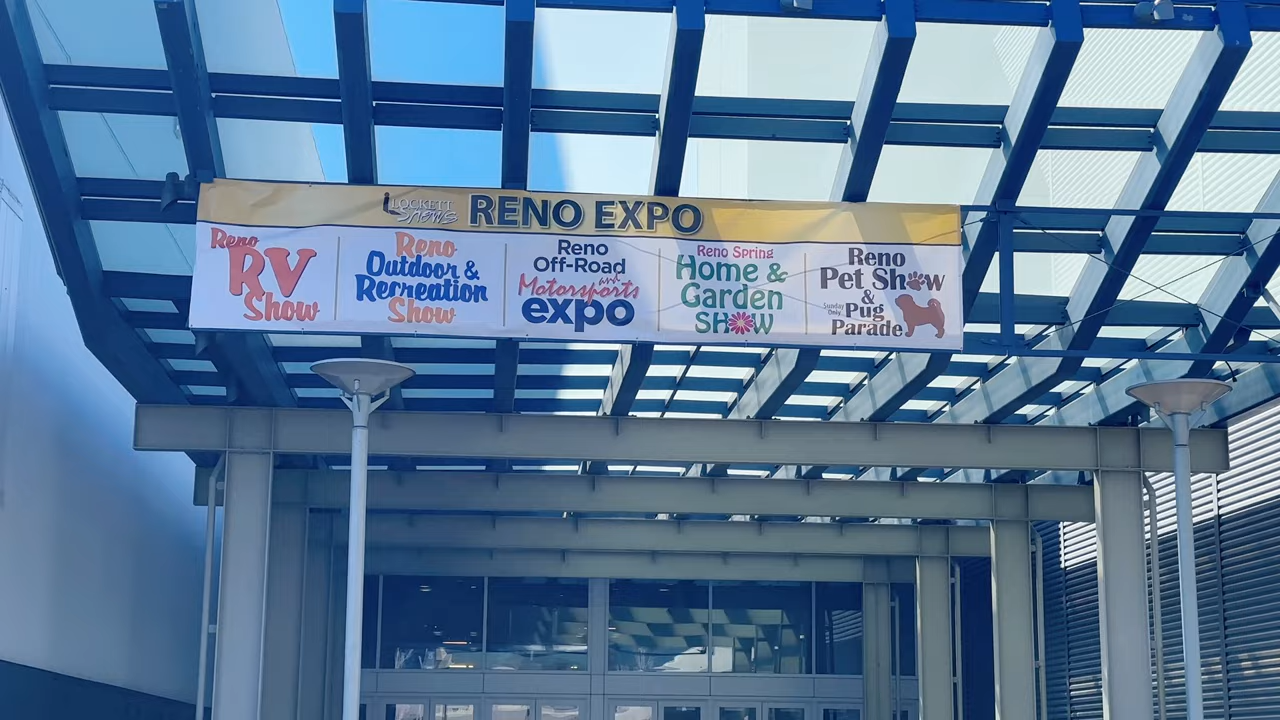 LOCKETT
Shows
RENO EXPO
Reno
RV
Show
Reno
Outdoor &
Recreation
Show
Reno
Off-Road
and
Motorsports
expo
Reno Spring
Home &
Garden
SHOW
Reno
Pet Show
&
Sunday
Only
Pug
Parade